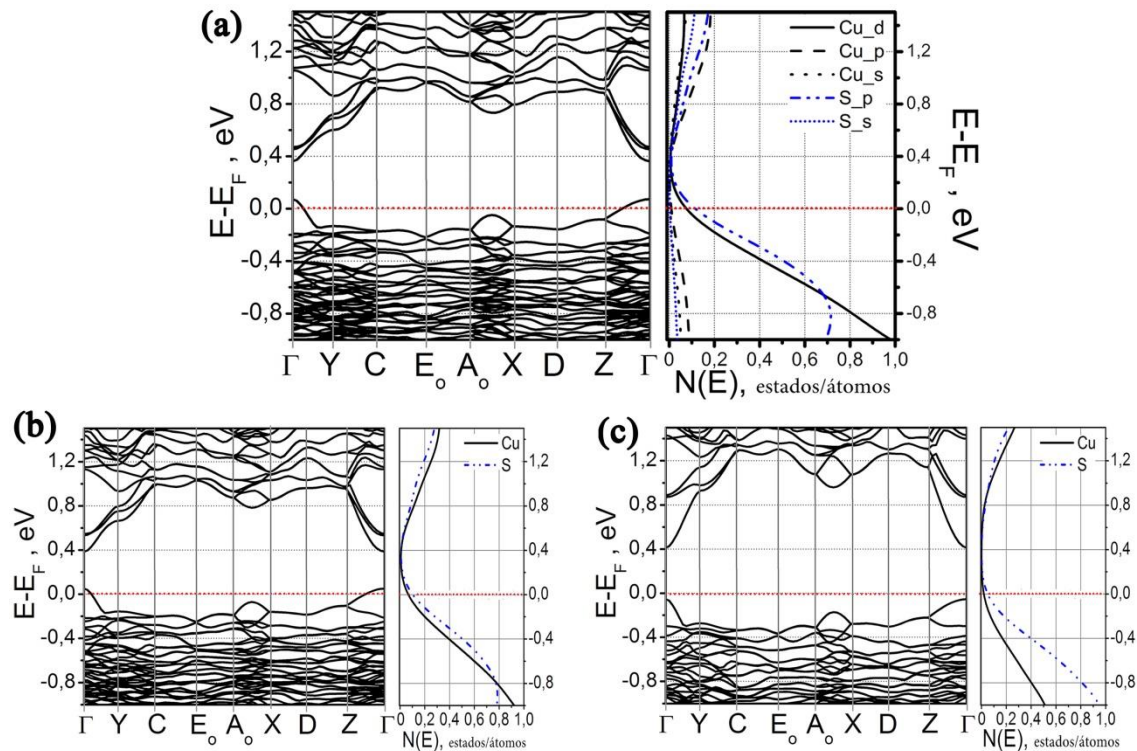 (a)
1,2
0,8
0,4
0,0
-0,4
-0,8
E-E_F, eV
Γ Y C E_o A_o X D Z Γ
Cu_d
Cu_p
Cu_s
S_p
S_s
1,2
0,8
0,4
0,0
-0,4
-0,8
E-E_F, eV
0 0,2 0,4 0,6 0,8 1,0
N(E), estados/átomos
(b)
1,2
0,8
0,4
0,0
-0,4
-0,8
E-E_F, eV
Γ Y C E_o A_o X D Z Γ
Cu
S
1,2
0,8
0,4
0,0
-0,4
-0,8
0 0,2 0,4 0,6 0,8 1,0
N(E), estados/átomos
(c)
1,2
0,8
0,4
0,0
-0,4
-0,8
E-E_F, eV
Γ Y C E_o A_o X D Z Γ
Cu
S
1,2
0,8
0,4
0,0
-0,4
-0,8
0 0,2 0,4 0,6 0,8 1,0
N(E), estados/átomos